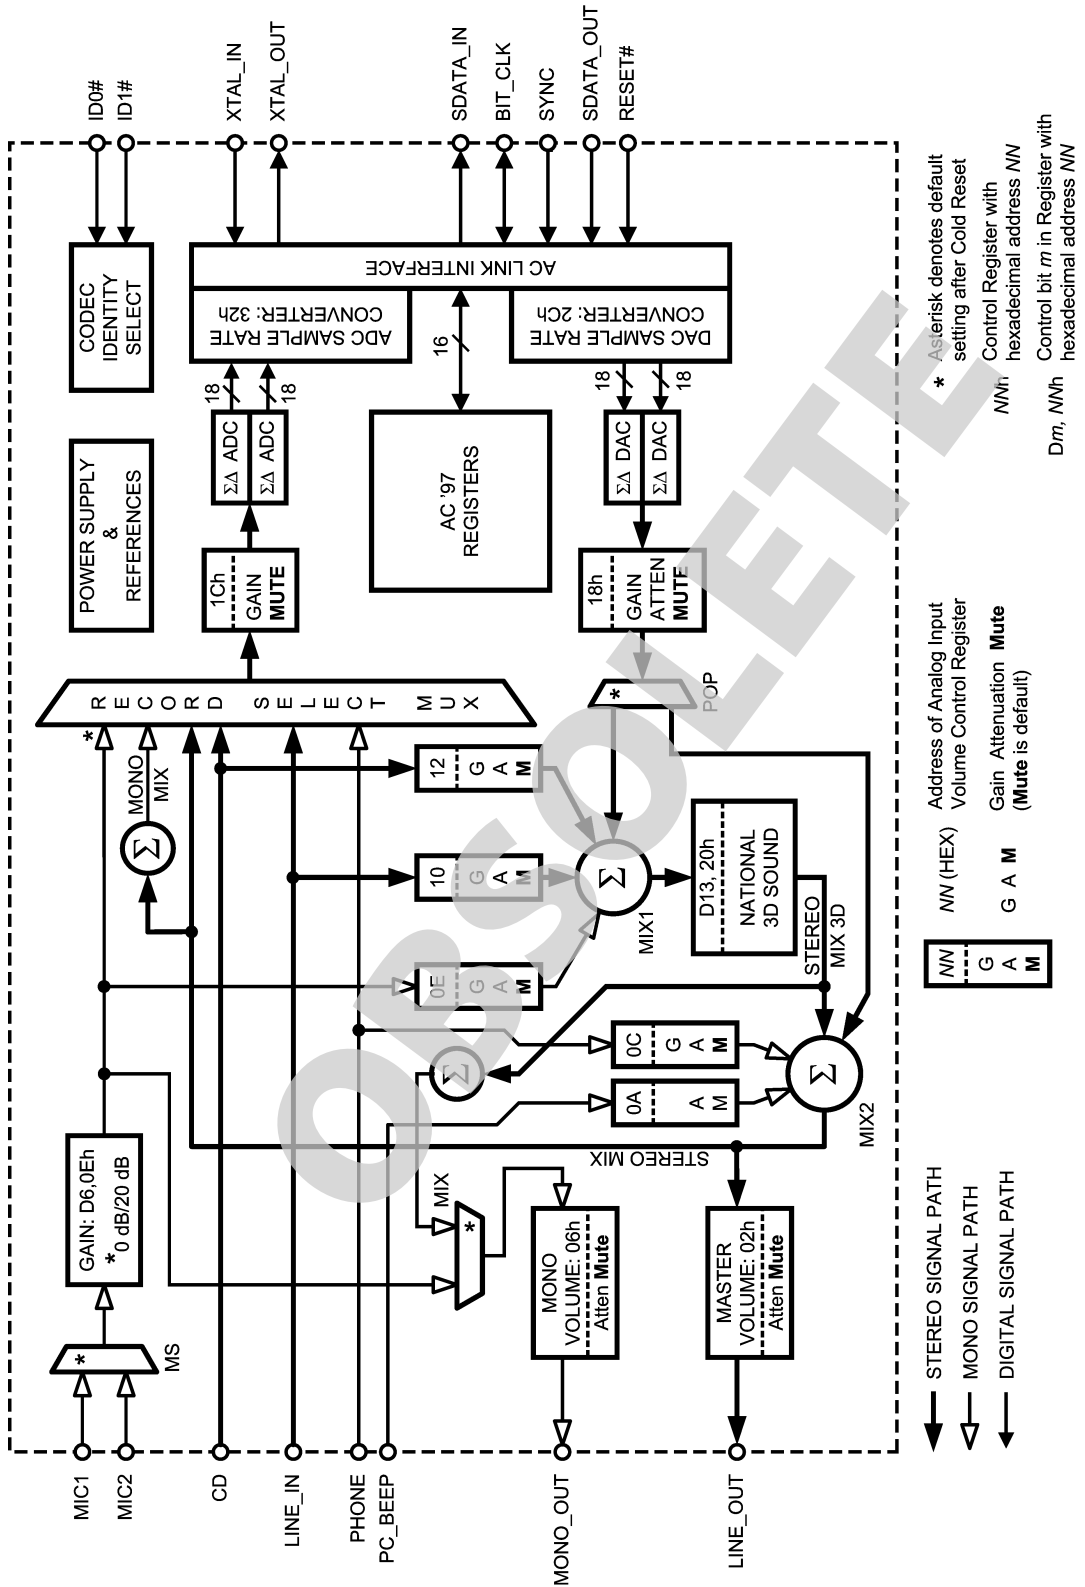 MIC1
MIC2
CD
LINE_IN
PHONE
PC_BEEP
MONO_OUT
LINE_OUT
MS
*
GAIN: D6,0Eh
* 0 dB/20 dB
MONO
MIX
Σ
*
RECORD SELECT MUX
1Ch
GAIN
MUTE
ΣΔ ADC
ΣΔ ADC
18
18
POWER SUPPLY
&
REFERENCES
CODEC
IDENTITY
SELECT
ID0#
ID1#
XTAL_IN
XTAL_OUT
SDATA_IN
BIT_CLK
SYNC
SDATA_OUT
RESET#
ADC SAMPLE RATE
CONVERTER: 32h
AC LINK INTERFACE
DAC SAMPLE RATE
CONVERTER: 2Ch
16
AC '97
REGISTERS
18
18
ΣΔ DAC
ΣΔ DAC
18h
GAIN
ATTEN
MUTE
*
POP
12
G A M
10
G A M
0E
G A M
Σ
MIX1
D13, 20h
NATIONAL
3D SOUND
STEREO
MIX 3D
Σ
0C
G A M
0A
A M
Σ
MIX2
STEREO MIX
MIX
*
MONO
VOLUME: 06h
Atten Mute
MASTER
VOLUME: 02h
Atten Mute
STEREO SIGNAL PATH
MONO SIGNAL PATH
DIGITAL SIGNAL PATH
NN
G A M
NN (HEX) Address of Analog Input
Volume Control Register
G A M Gain Attenuation Mute
(Mute is default)
* Asterisk denotes default
setting after Cold Reset
NNh Control Register with
hexadecimal address NN
Dm, NNh Control bit m in Register with
hexadecimal address NN
OBSOLETE